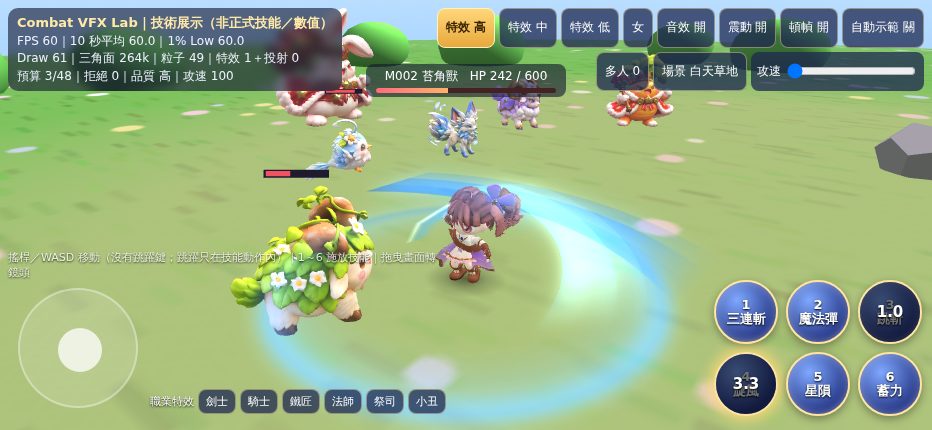 Combat VFX Lab｜技術展示（非正式技能／數值）
FPS 60｜10 秒平均 60.0｜1% Low 60.0
Draw 61｜三角面 264k｜粒子 49｜特效 1＋投射 0
預算 3/48｜拒絕 0｜品質 高｜攻速 100
特效 高
特效 中
特效 低
女
音效 開
震動 開
頓幀 開
自動示範 關
M002 苔角獸 HP 242 / 600
多人 0
場景 白天草地
攻速
搖桿／WASD 移動（沒有跳躍鍵；跳躍只在技能動作內）｜1～6 施放技能｜拖曳畫面轉
鏡頭
1
三連斬
2
魔法彈
3
1.0
4
3.3
旋風
5
星隕
6
蓄力
職業特效
劍士
騎士
鐵匠
法師
祭司
小丑